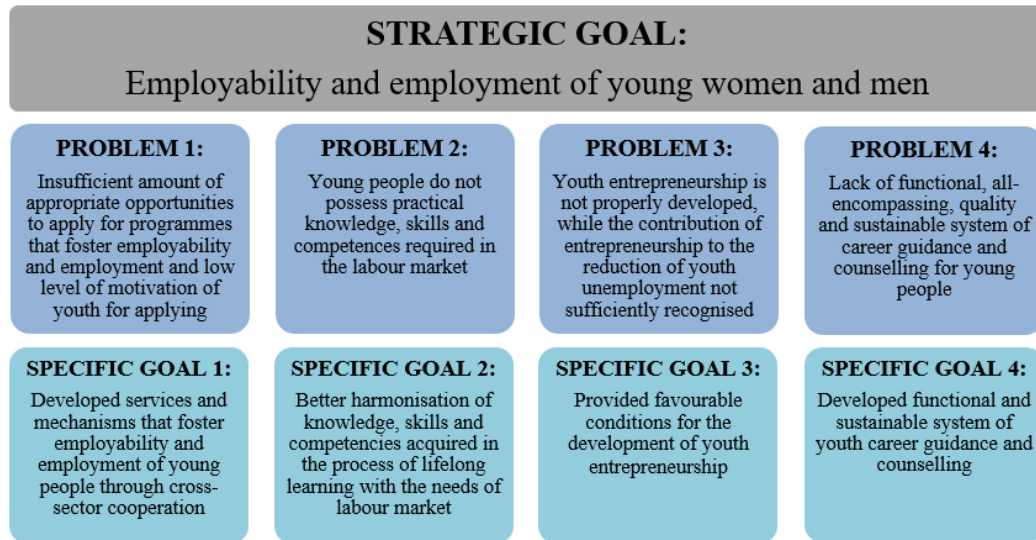 STRATEGIC GOAL:
Employability and employment of young women and men
PROBLEM 1:
Insufficient amount of
appropriate opportunities
to apply for programmes
that foster employability
and employment and low
level of motivation of
youth for applying
PROBLEM 2:
Young people do not
possess practical
knowledge, skills and
competences required in
the labour market
PROBLEM 3:
Youth entrepreneurship is
not properly developed,
while the contribution of
entrepreneurship to the
reduction of youth
unemployment not
sufficiently recognised
PROBLEM 4:
Lack of functional, all-
encompassing, quality
and sustainable system of
career guidance and
counselling for young
people
SPECIFIC GOAL 1:
Developed services and
mechanisms that foster
employability and
employment of young
people through cross-
sector cooperation
SPECIFIC GOAL 2:
Better harmonisation of
knowledge, skills and
competencies acquired in
the process of lifelong
learning with the needs of
labour market
SPECIFIC GOAL 3:
Provided favourable
conditions for the
development of youth
entrepreneurship
SPECIFIC GOAL 4:
Developed functional and
sustainable system of
youth career guidance and
counselling